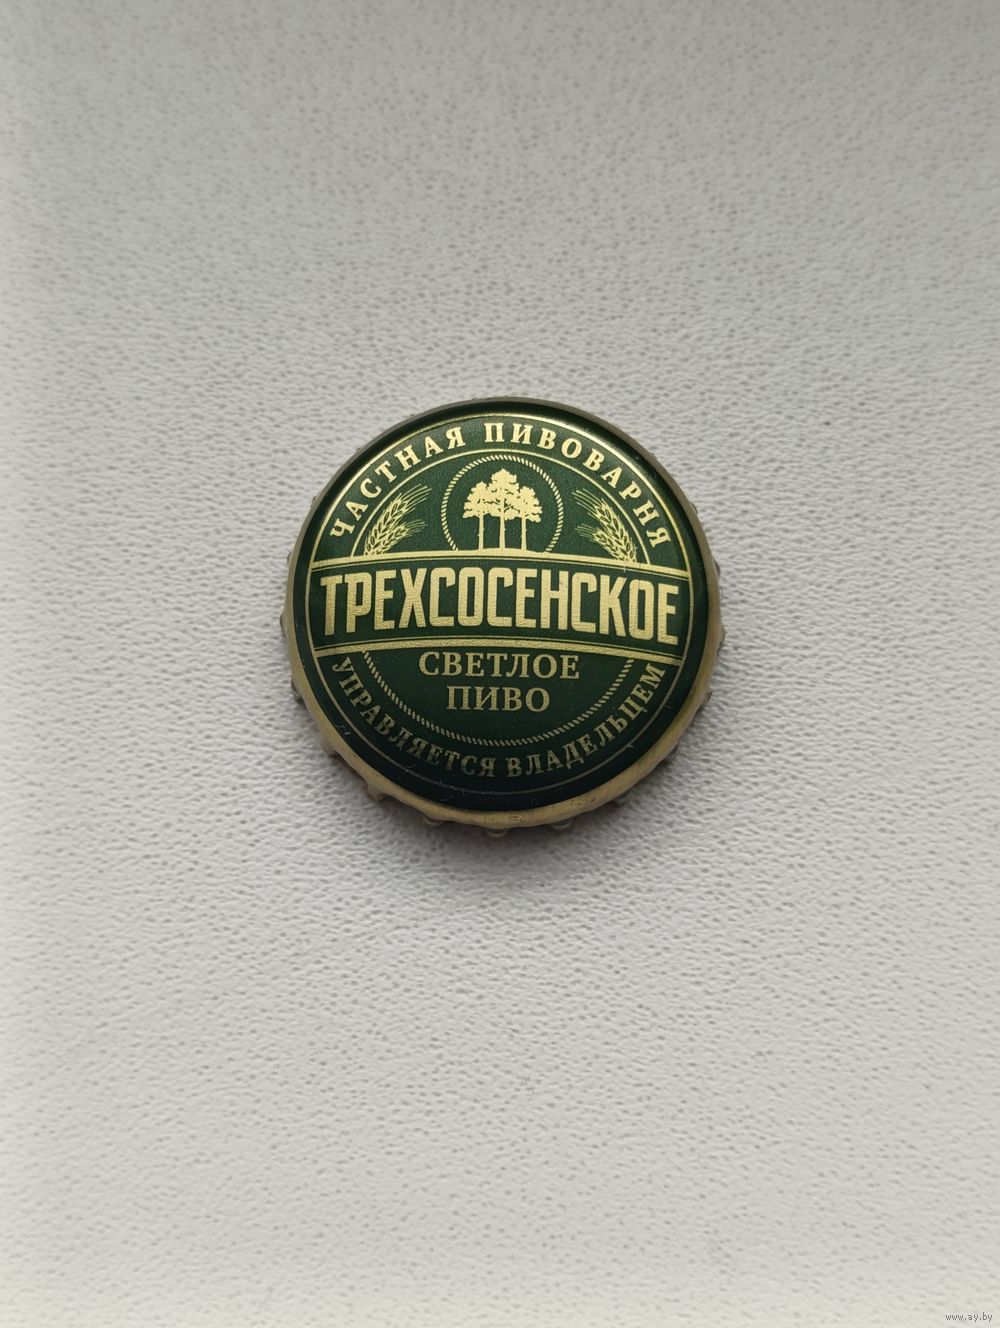 ЧАСТНАЯ ПИВОВАРНЯ
ТРЕХСОСЕНСКОЕ
СВЕТЛОЕ
ПИВО
УПРАВЛЯЕТСЯ ВЛАДЕЛЬЦЕМ
www.ay.by